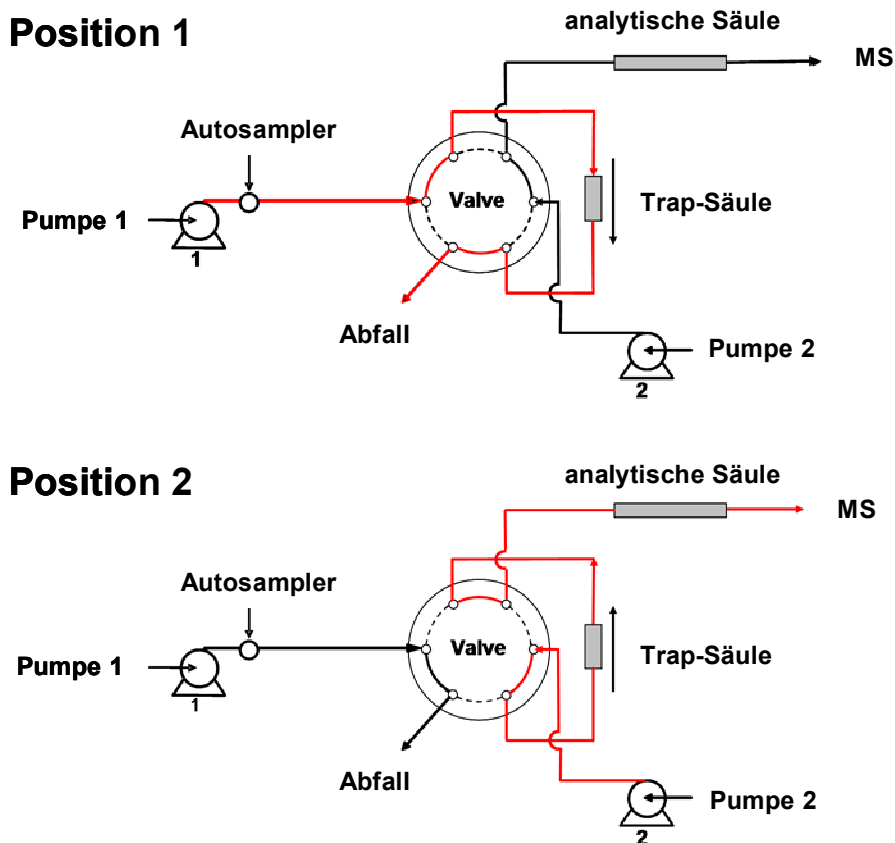 Position 1
analytische Säule
MS
Autosampler
Pumpe 1
1
Valve
Trap-Säule
Abfall
Pumpe 2
2
Position 2
analytische Säule
MS
Autosampler
Pumpe 1
1
Valve
Trap-Säule
Abfall
Pumpe 2
2